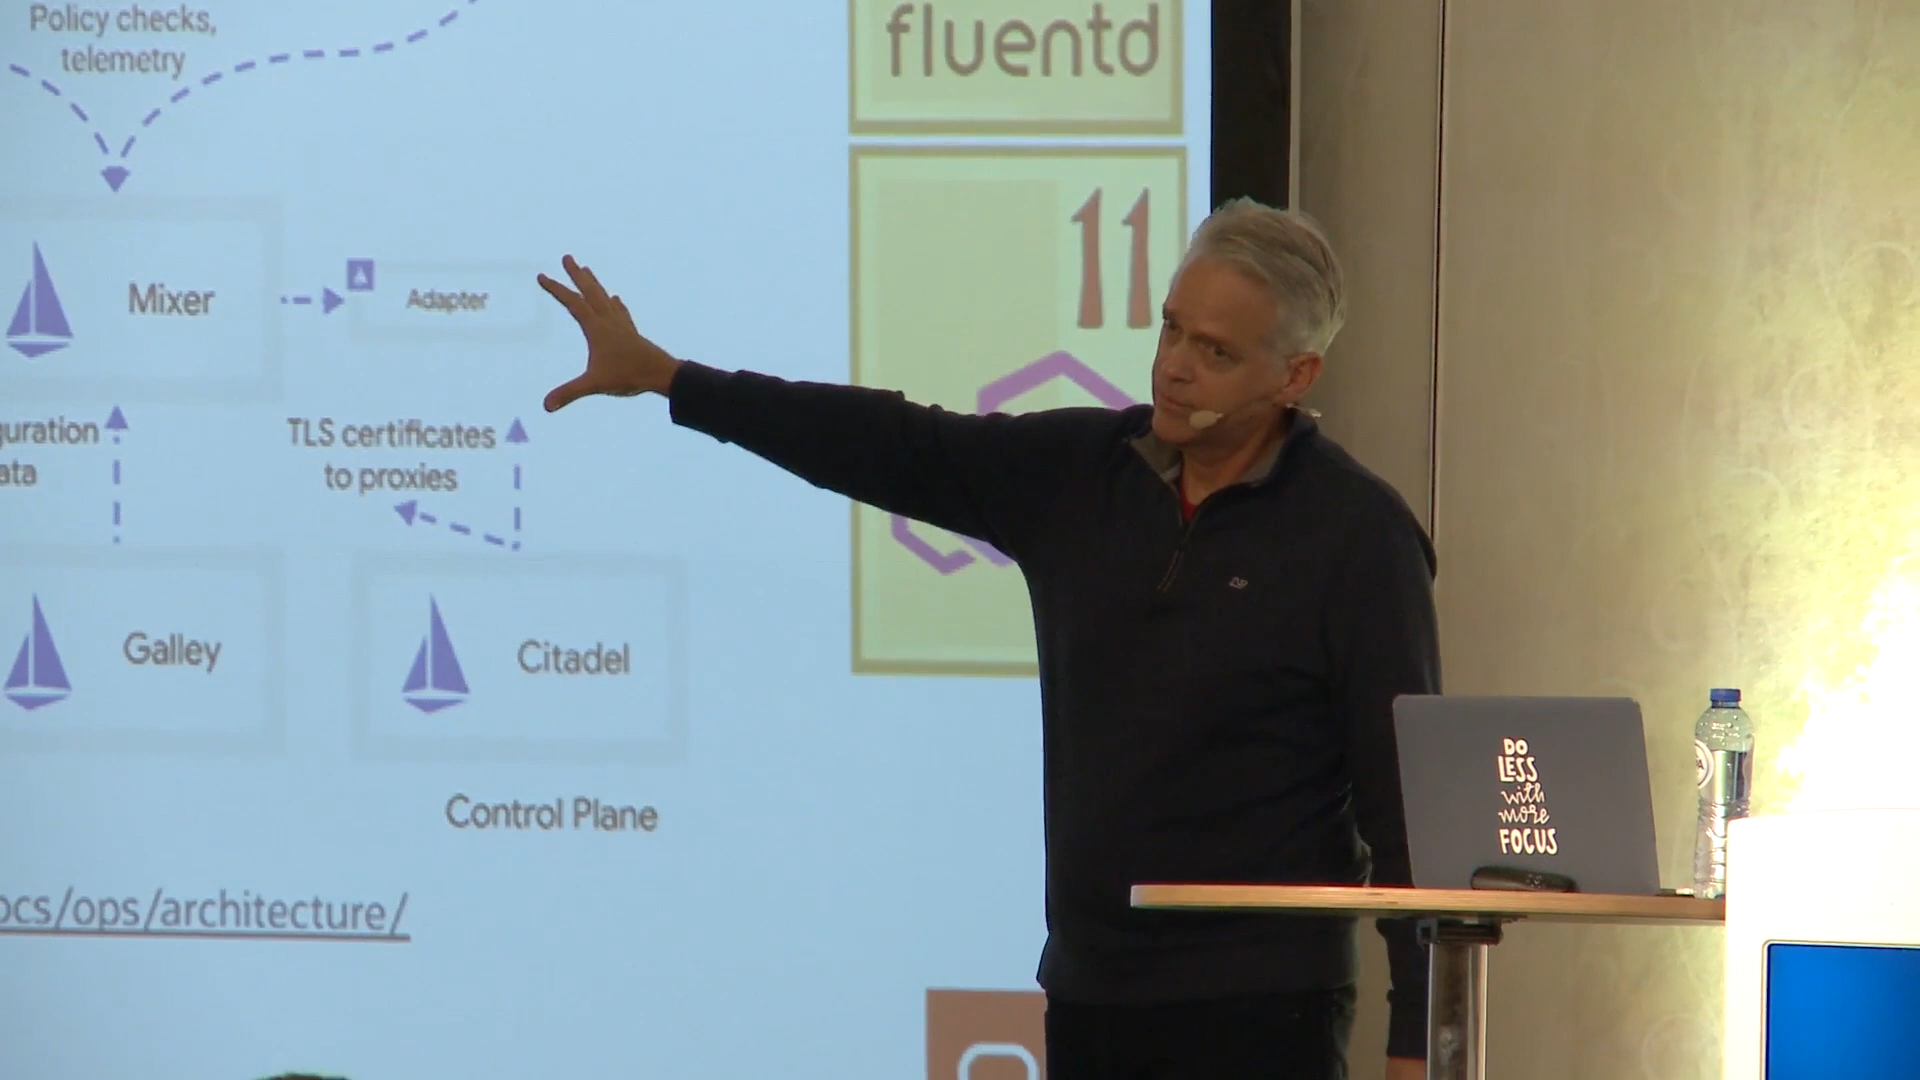 Policy checks,
telemetry
fluentd
11
Mixer
Adapter
guration
ata
TLS certificates
to proxies
Galley
Citadel
Control Plane
ocs/ops/architecture/
DO
LESS
with
more
FOCUS